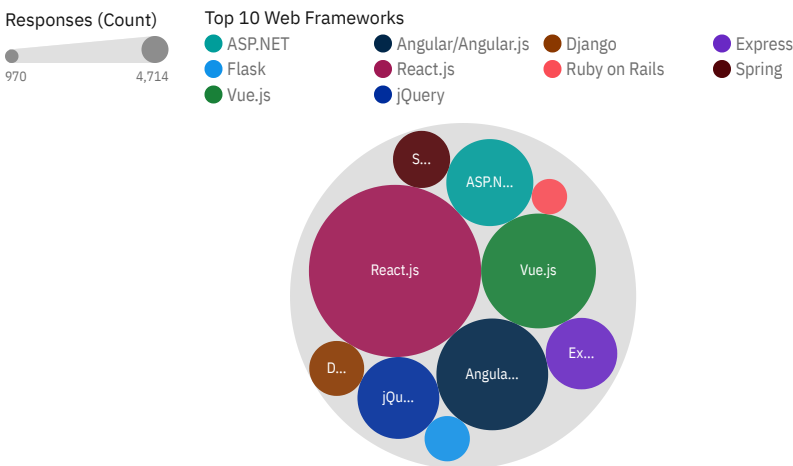 Responses (Count)
970
4,714
Top 10 Web Frameworks
ASP.NET
Angular/Angular.js
Django
Express
Flask
React.js
Ruby on Rails
Spring
Vue.js
jQuery
S...
ASP.N...
React.js
Vue.js
Ex...
D...
Angula...
jQu...